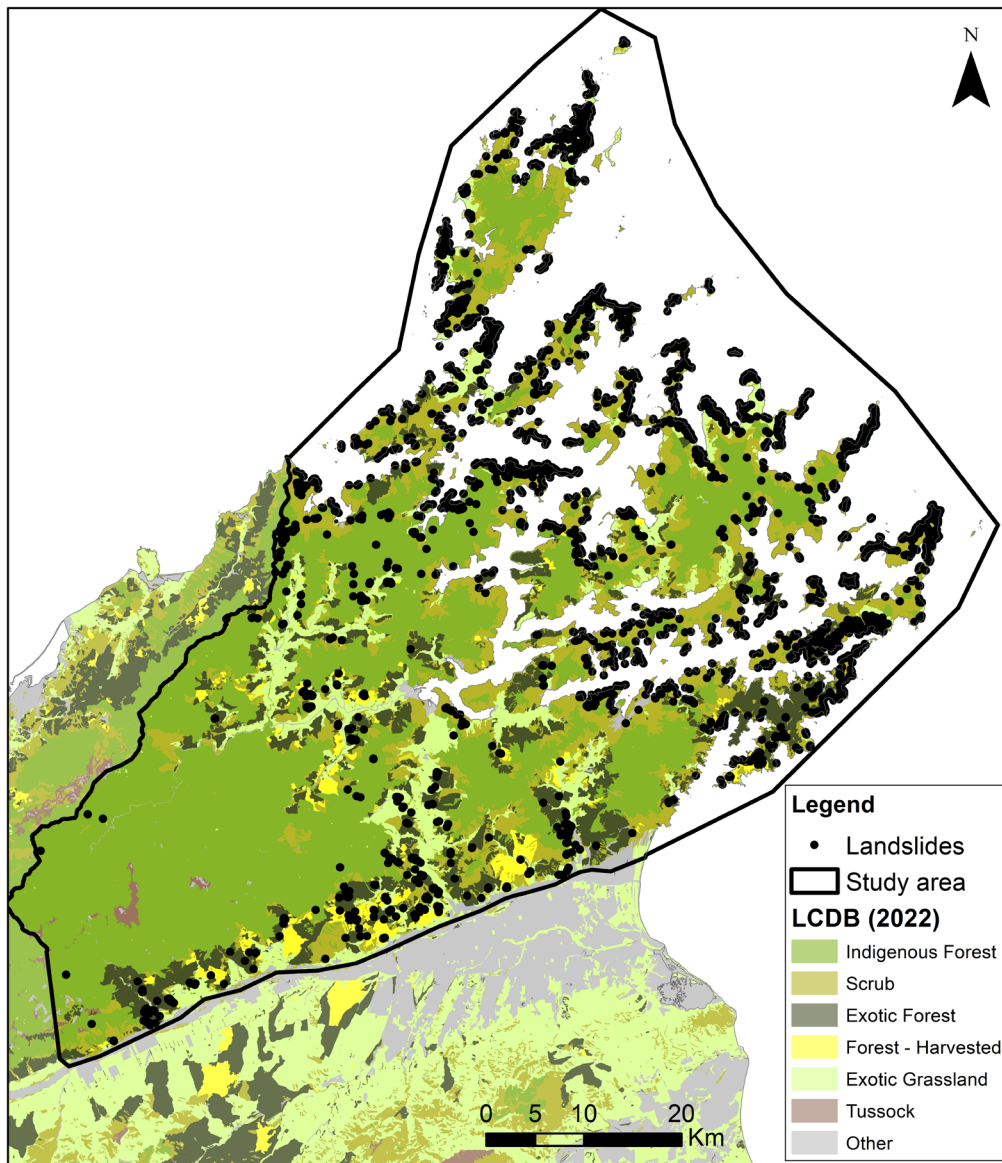 N
Legend
Landslides
Study area
LCDB (2022)
Indigenous Forest
Scrub
Exotic Forest
Forest - Harvested
Exotic Grassland
Tussock
Other
0 5 10 20
Km